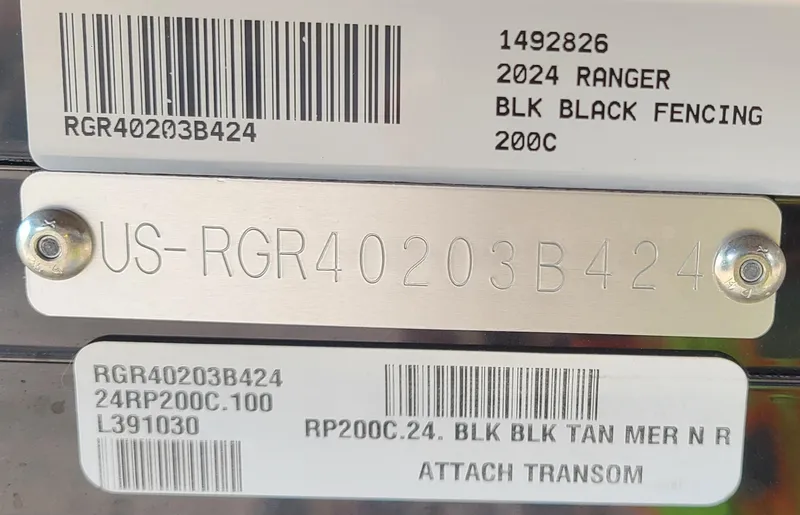 RGR40203B424
1492826
2024 RANGER
BLK BLACK FENCING
200C
US-RGR40203B424
RGR40203B424
24RP200C.100
L391030
RP200C.24. BLK BLK TAN MER N R
ATTACH TRANSOM